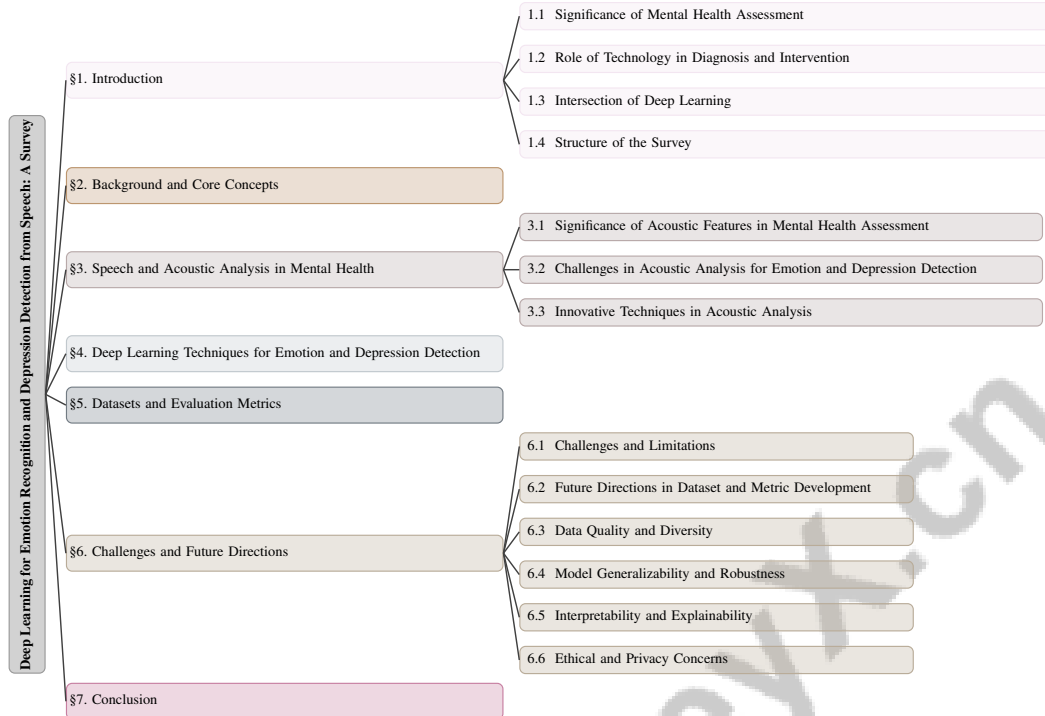 Deep Learning for Emotion Recognition and Depression Detection from Speech: A Survey
§1. Introduction
1.1 Significance of Mental Health Assessment
1.2 Role of Technology in Diagnosis and Intervention
1.3 Intersection of Deep Learning
1.4 Structure of the Survey
§2. Background and Core Concepts
§3. Speech and Acoustic Analysis in Mental Health
3.1 Significance of Acoustic Features in Mental Health Assessment
3.2 Challenges in Acoustic Analysis for Emotion and Depression Detection
3.3 Innovative Techniques in Acoustic Analysis
§4. Deep Learning Techniques for Emotion and Depression Detection
§5. Datasets and Evaluation Metrics
§6. Challenges and Future Directions
6.1 Challenges and Limitations
6.2 Future Directions in Dataset and Metric Development
6.3 Data Quality and Diversity
6.4 Model Generalizability and Robustness
6.5 Interpretability and Explainability
6.6 Ethical and Privacy Concerns
§7. Conclusion